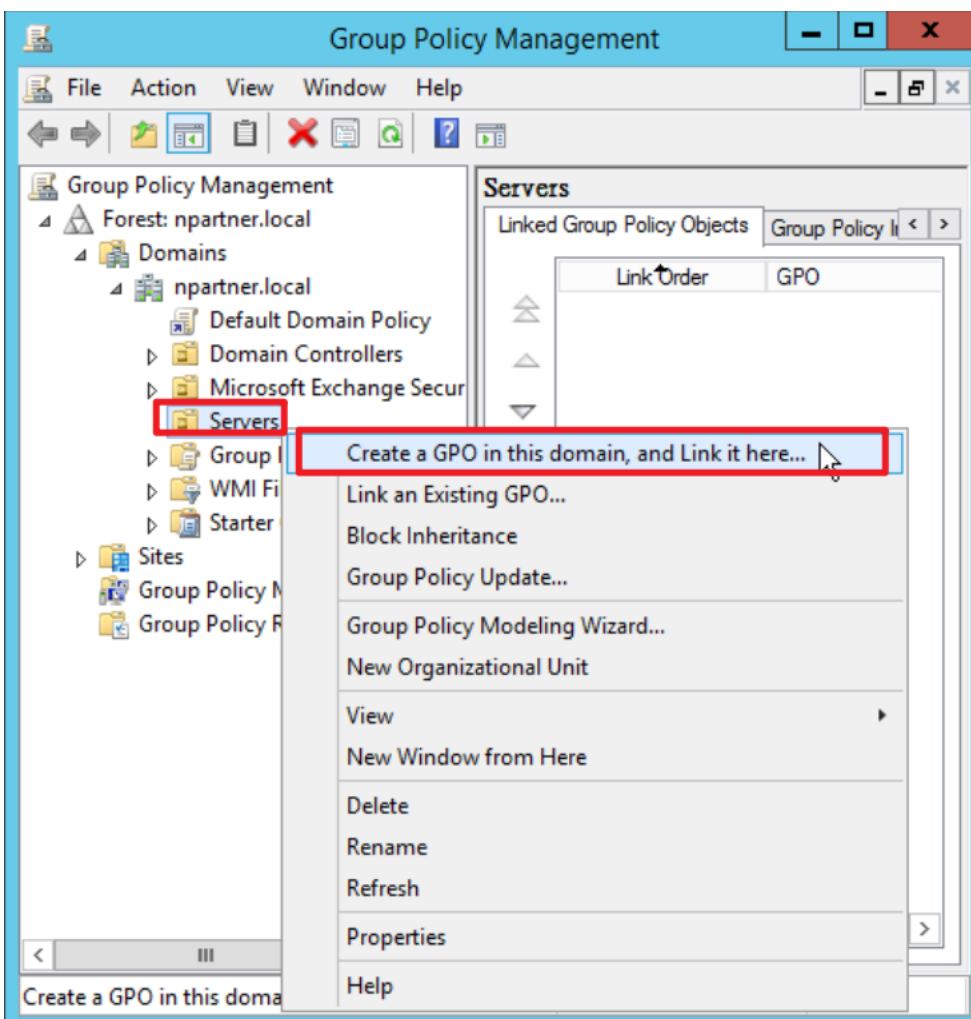 Group Policy Management
File Action View Window Help
Group Policy Management
Forest: npartner.local
Domains
npartner.local
Default Domain Policy
Domain Controllers
Microsoft Exchange Secur
Servers
Group
WMI Fi
Starter
Sites
Group Policy M
Group Policy R
Servers
Linked Group Policy Objects
Group Policy I
Link Order GPO
Create a GPO in this domain, and Link it here...
Link an Existing GPO...
Block Inheritance
Group Policy Update...
Group Policy Modeling Wizard...
New Organizational Unit
View
New Window from Here
Delete
Rename
Refresh
Properties
Help
Create a GPO in this doma